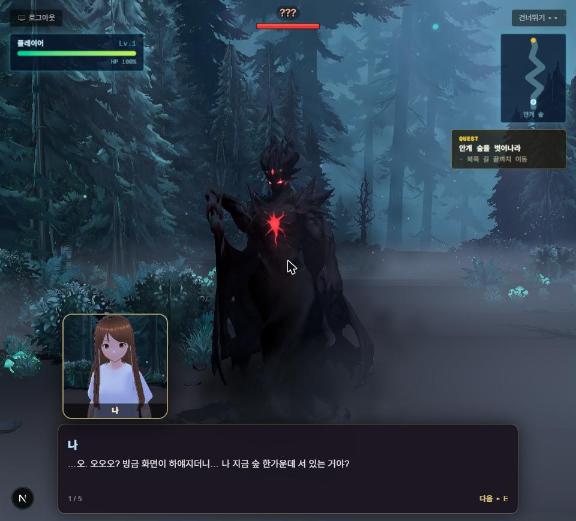 로그아웃
???
건너뛰기
플레이어 Lv.1
HP 100%
안개 숲
QUEST
안개 숲을 벗어나라
- 북쪽 길 끝까지 이동
나
나
…오. 오오오? 방금 화면이 하얘지더니… 나 지금 숲 한가운데 서 있는 거야?
1 / 5
다음 · E
N